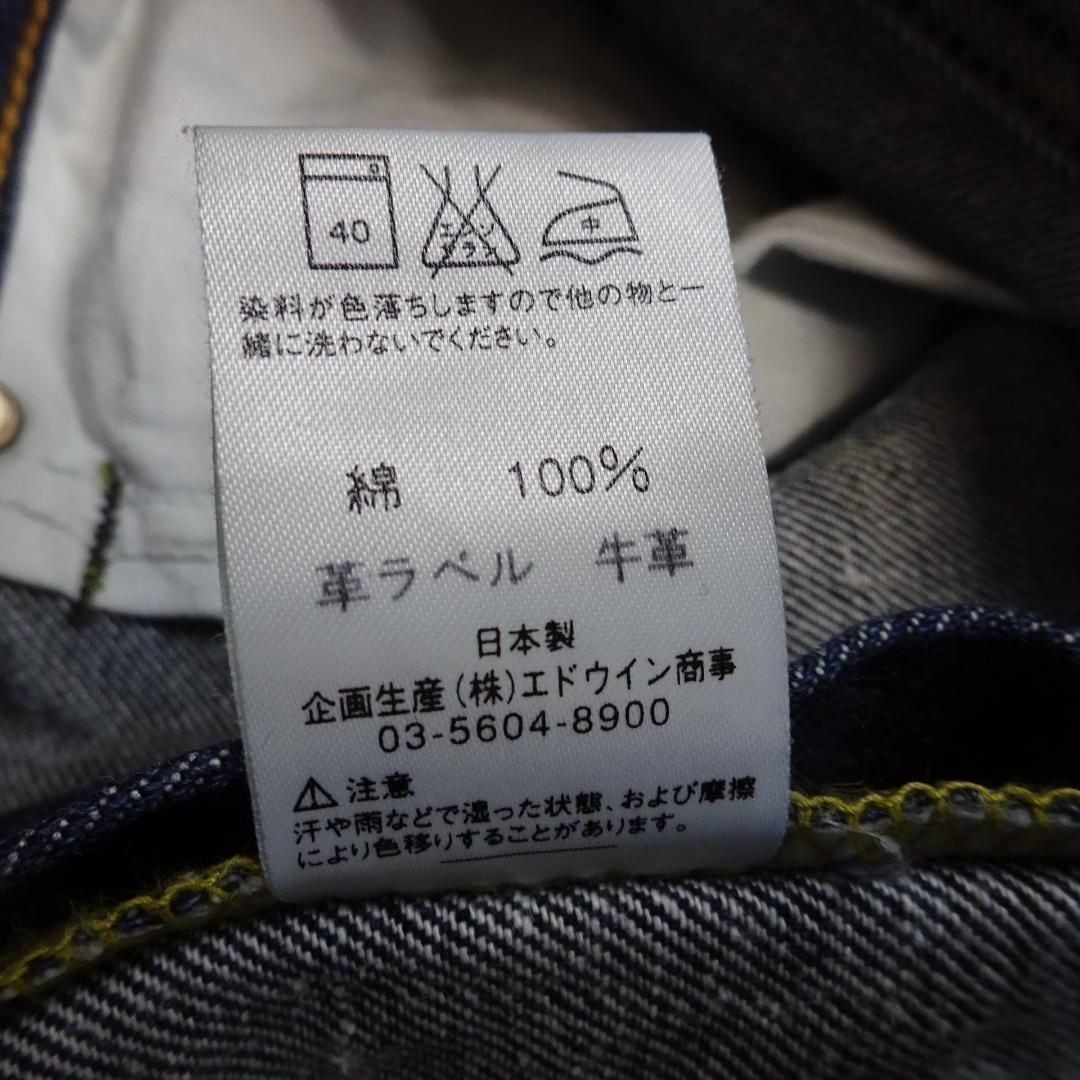 40
エンソ
サラシ
中
染料が色落ちしますので他の物と一
緒に洗わないでください。
綿 100%
革ラベル 牛革
日本製
企画生産(株)エドウイン商事
03-5604-8900
⚠注意
汗や雨などで湿った状態、および摩擦
により色移りすることがあります。